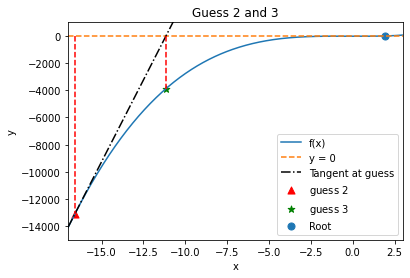 Guess 2 and 3
y
0
−2000
−4000
−6000
−8000
−10000
−12000
−14000
f(x)
y = 0
Tangent at guess
guess 2
guess 3
Root
−15.0
−12.5
−10.0
−7.5
−5.0
−2.5
0.0
2.5
x